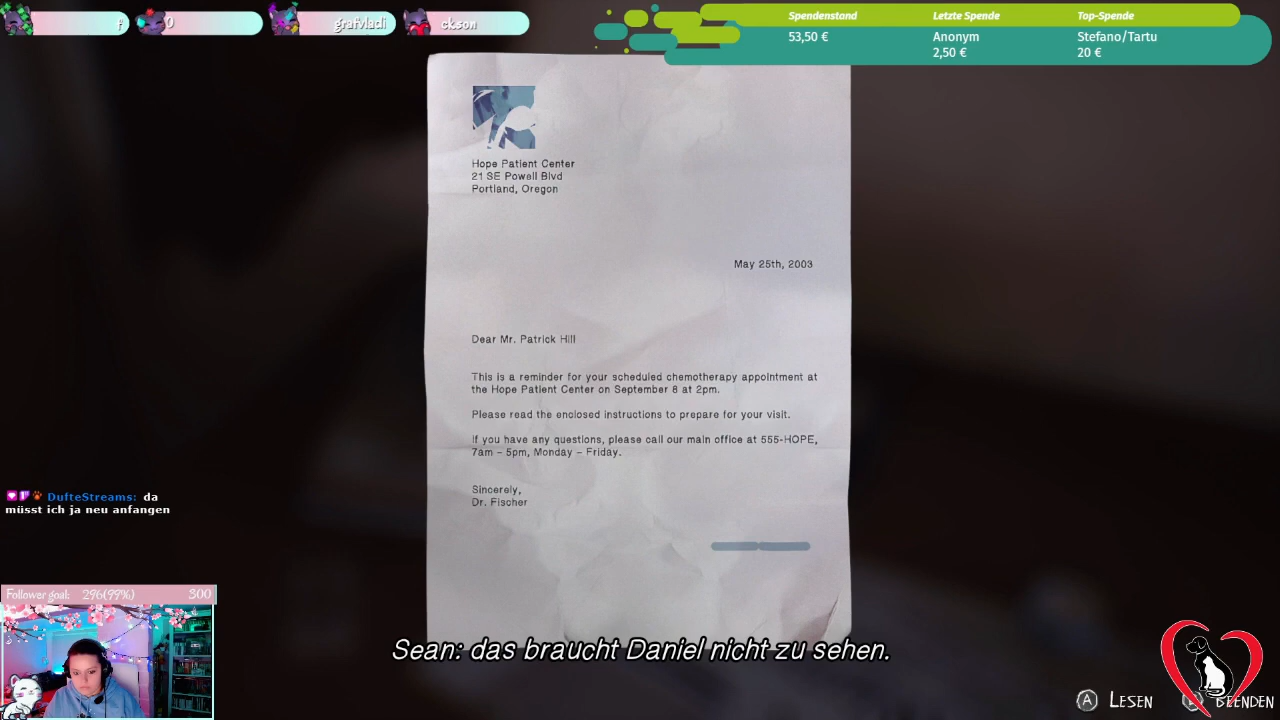 f
0
grafvladi
ckson
Spendenstand
Letzte Spende
Top-Spende
53,50 €
Anonym
2,50 €
Stefano/Tartu
20 €
Hope Patient Center
21 SE Powell Blvd
Portland, Oregon
May 25th, 2003
Dear Mr. Patrick Hill
This is a reminder for your scheduled chemotherapy appointment at
the Hope Patient Center on September 8 at 2pm.
Please read the enclosed instructions to prepare for your visit.
If you have any questions, please call our main office at 555-HOPE,
7am – 5pm, Monday – Friday.
Sincerely,
Dr. Fischer
DufteStreams: da
müsst ich ja neu anfangen
Follower goal: 296(99%) 300
Sean: das braucht Daniel nicht zu sehen.
A LESEN BEENDEN